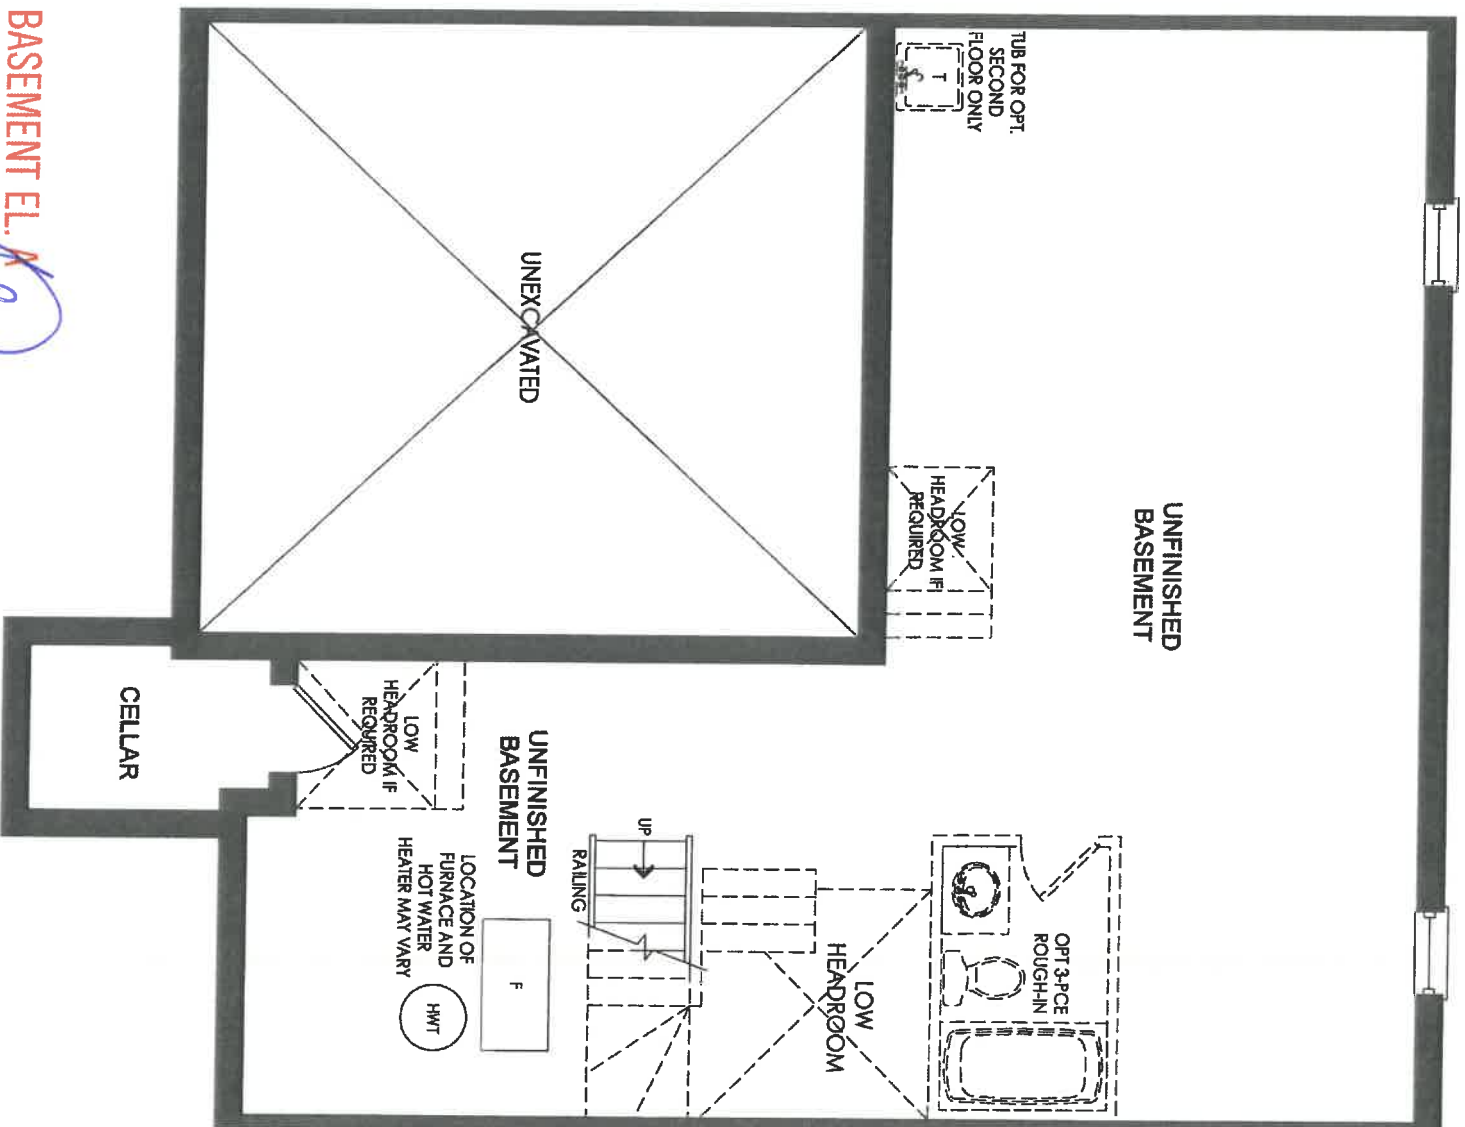 BASEMENT EL. A
TUB FOR OPT.
SECOND
FLOOR ONLY
T
UNEXCAVATED
LOW
HEADROOM IF
REQUIRED
UNFINISHED
BASEMENT
CELLAR
LOW
HEADROOM IF
REQUIRED
UNFINISHED
BASEMENT
UP
RAILING
LOCATION OF
FURNACE AND
HOT WATER
HEATER MAY VARY
F
HWT
LOW
HEADROOM
OPT 3-PCE
ROUGH-IN